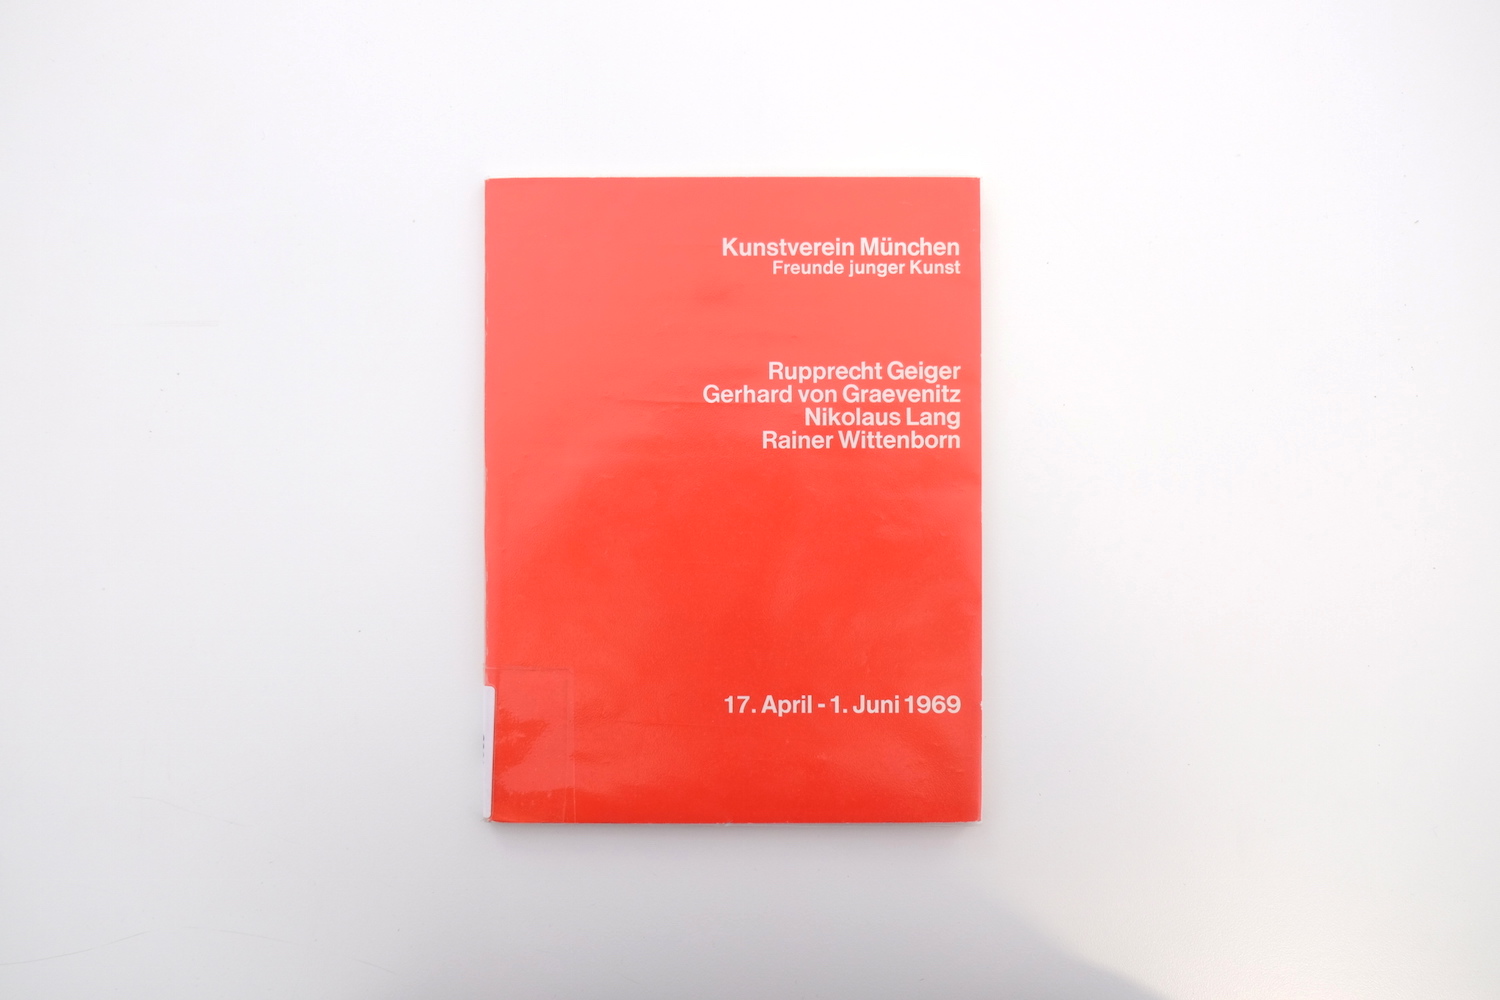 Kunstverein München
Freunde junger Kunst
Rupprecht Geiger
Gerhard von Graevenitz
Nikolaus Lang
Rainer Wittenborn
17. April - 1. Juni 1969